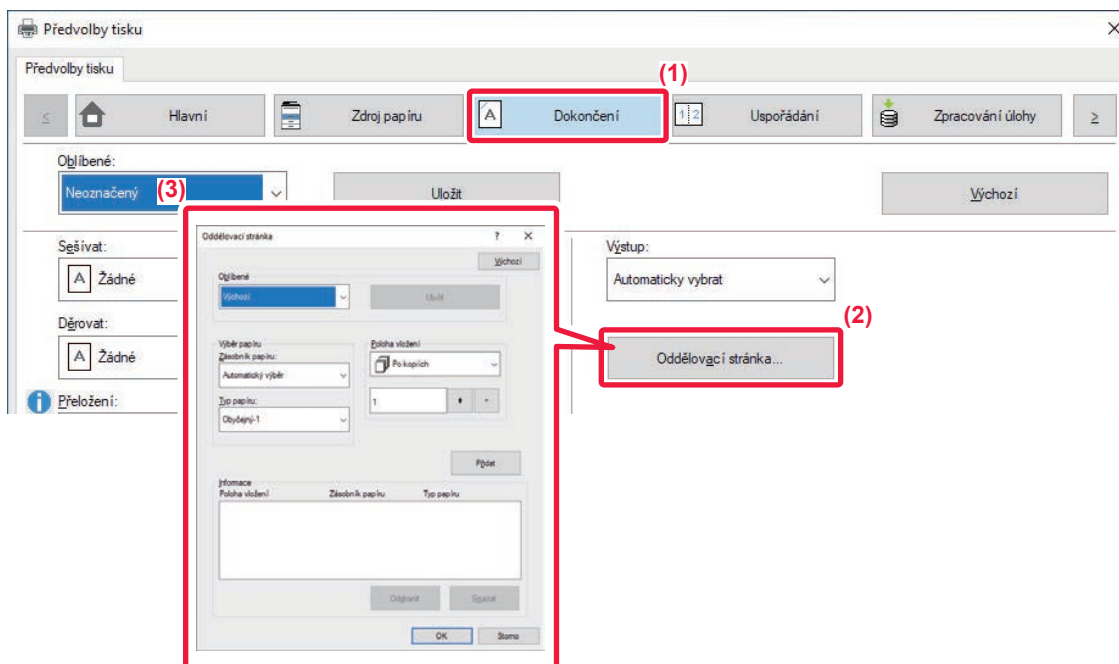 Předvolby tisku
Předvolby tisku
(1)
Hlavní
Zdroj papíru
Dokončení
Uspořádání
Zpracování úlohy
Oblíbené:
Neoznačený
(3)
Uložit
Výchozí
Sešívat:
Žádné
Děrovat:
Žádné
Přeložení:
Oddělovací stránka
?
Výchozí
Oblíbené
Výchozí
Uložit
Výběr papíru
Zásobník papíru:
Automatický výběr
Typ papíru:
Obyčejný-1
Poloha vložení
Po kopiích
1
+ -
Přidat
Informace
Poloha vložení Zásobník papíru Typ papíru
Odstranit
Smazat
OK
Storno
Výstup:
Automaticky vybrat
(2)
Oddělovací stránka...